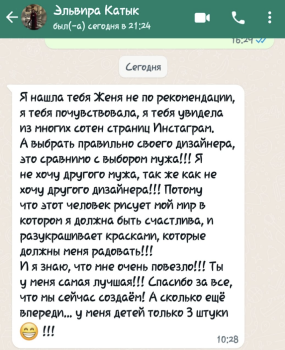 Эльвира Катык
был(-а) сегодня в 21:24
16:24
Сегодня
Я нашла тебя Женя не по рекомендации,
я тебя почувствовала, я тебя увидела
из многих сотен страниц Инстаграм.
А выбрать правильно своего дизайнера,
это сравнимо с выбором мужа!!! Я
не хочу другого мужа, так же как не
хочу другого дизайнера!!! Потому
что этот человек рисует мой мир в
котором я должна быть счастлива, и
разукрашивает красками, которые
должны меня радовать!!!
И я знаю, что мне очень повезло!!! Ты
у меня самая лучшая!!! Спасибо за все,
что мы сейчас создаём! А сколько ещё
впереди... у меня детей только 3 штуки
😁 !!!
10:28